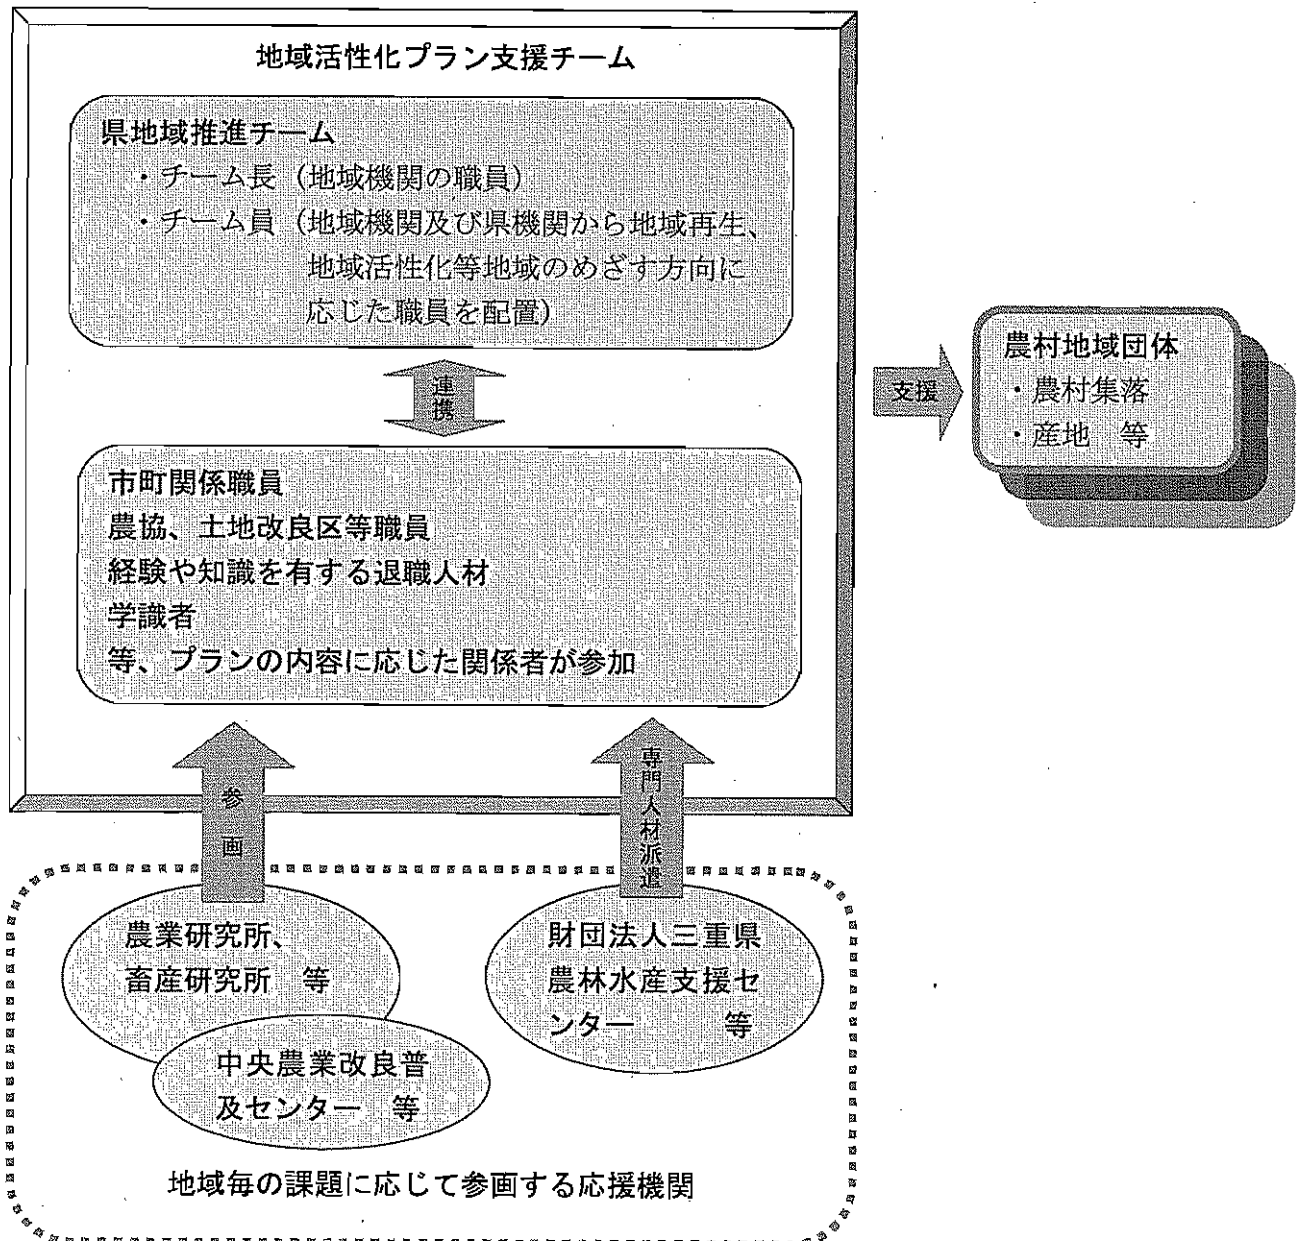 地域活性化プラン支援チーム
県地域推進チーム
・チーム長（地域機関の職員）
・チーム員（地域機関及び県機関から地域再生、
地域活性化等地域のめざす方向に
応じた職員を配置）
連携
市町関係職員
農協、土地改良区等職員
経験や知識を有する退職人材
学識者
等、プランの内容に応じた関係者が参加
支援
農村地域団体
・農村集落
・産地　等
参画
専門人材派遣
農業研究所、
畜産研究所　等
中央農業改良普
及センター　等
財団法人三重県
農林水産支援セ
ンター　　等
地域毎の課題に応じて参画する応援機関